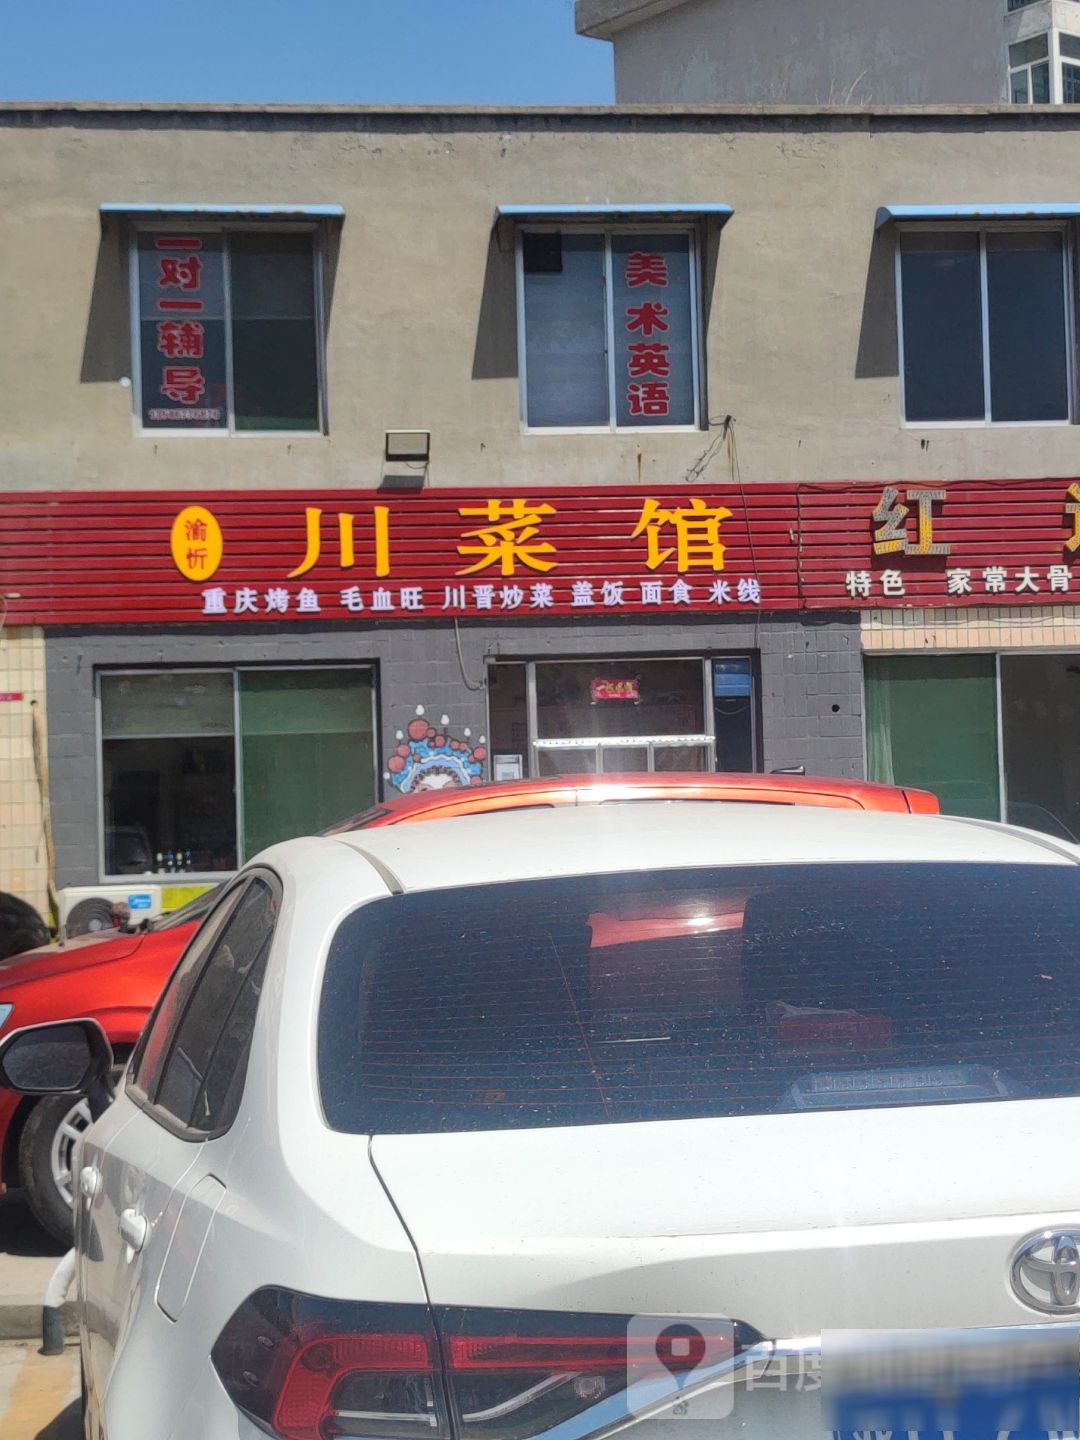 一对一辅导
美术英语
渝忻
川菜馆
重庆烤鱼 毛血旺 川晋炒菜 盖饭 面食 米线
红
特色 家常大骨
百度